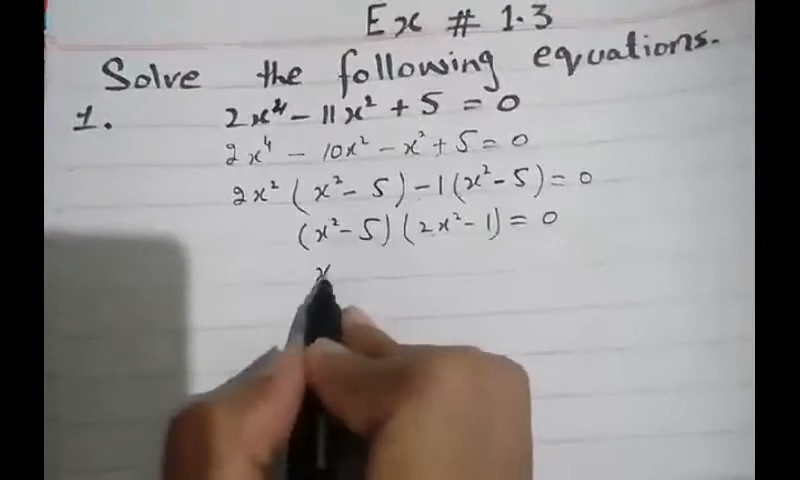 Ex # 1.3
Solve the following equations.
1. 2x⁴ - 11x² + 5 = 0
2x⁴ - 10x² - x² + 5 = 0
2x² (x² - 5) - 1(x² - 5) = 0
(x² - 5) (2x² - 1) = 0
x